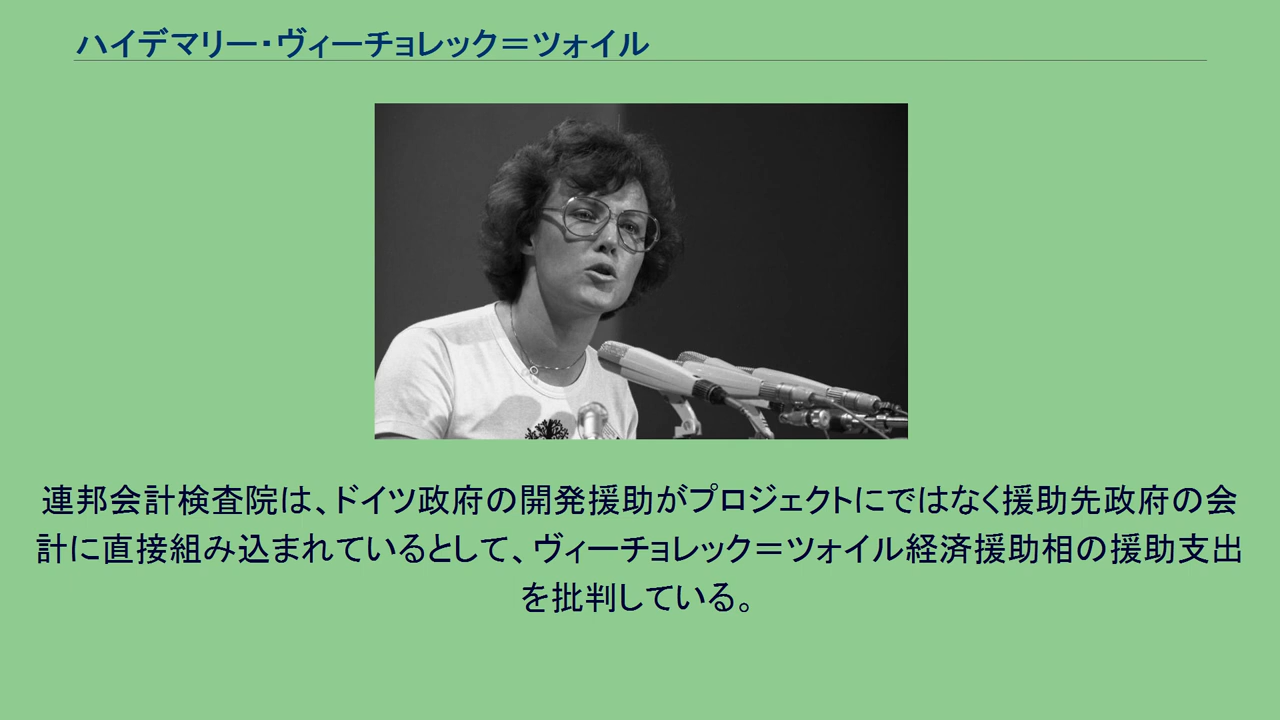 ハイデマリー・ヴィーチョレック＝ツォイル
連邦会計検査院は、ドイツ政府の開発援助がプロジェクトにではなく援助先政府の会
計に直接組み込まれているとして、ヴィーチョレック＝ツォイル経済援助相の援助支出
を批判している。